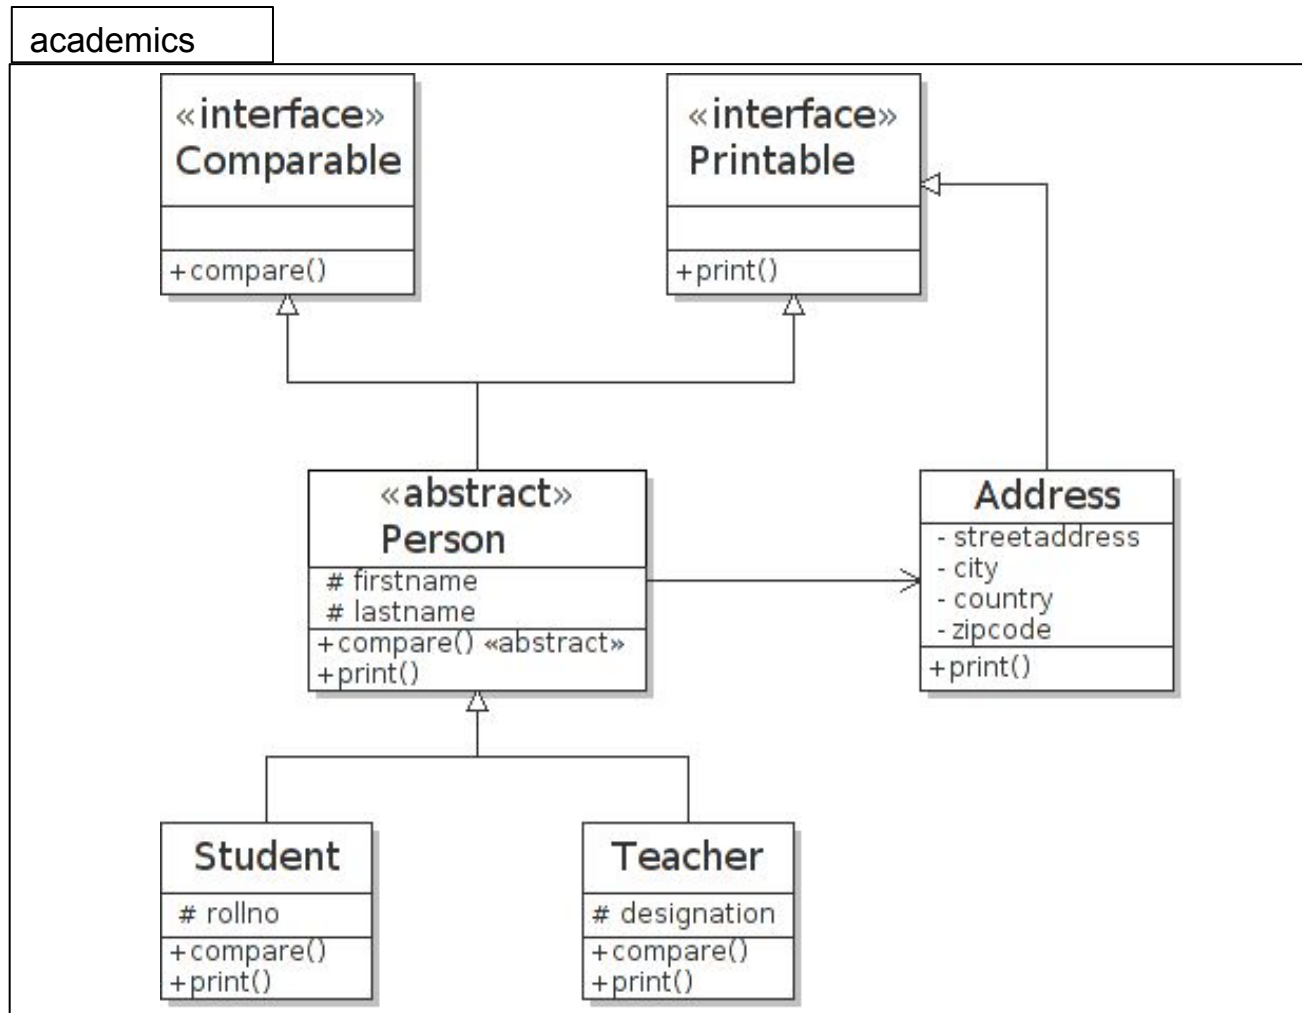 academics
«interface»
Comparable
+compare()
«interface»
Printable
+print()
«abstract»
Person
# firstname
# lastname
+compare() «abstract»
+print()
Address
- streetaddress
- city
- country
- zipcode
+print()
Student
# rollno
+compare()
+print()
Teacher
# designation
+compare()
+print()